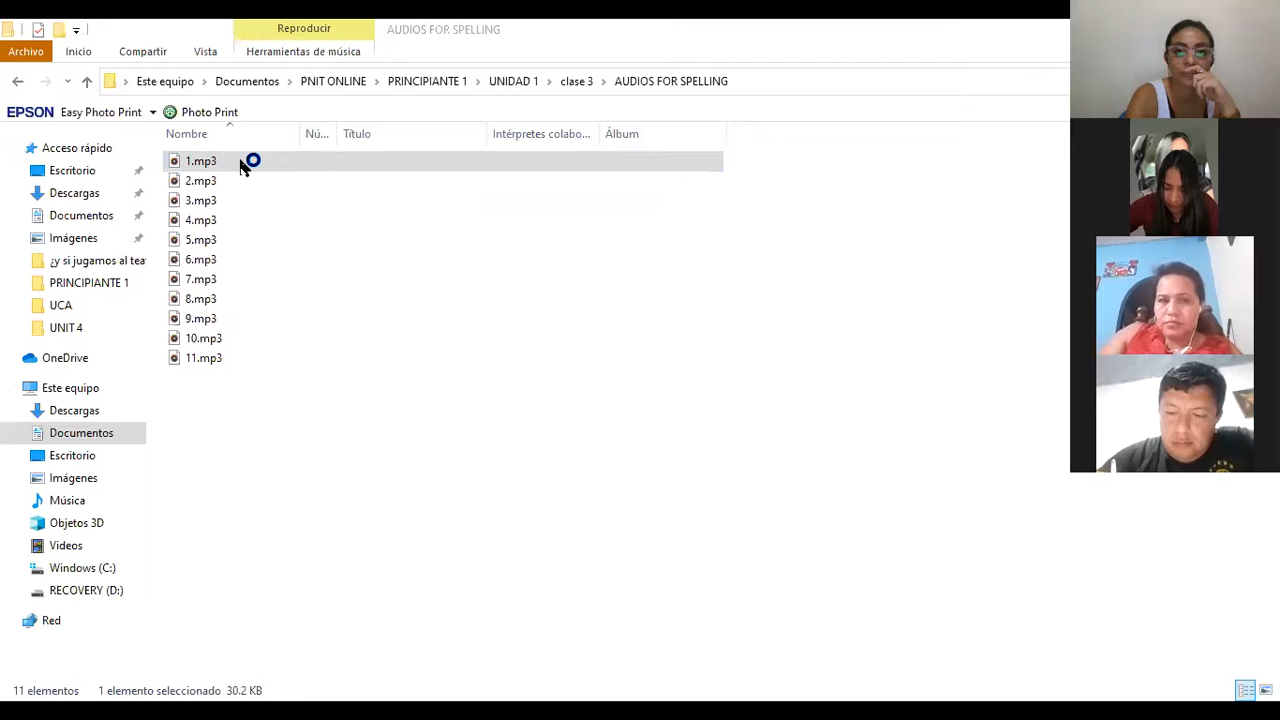 Reproducir
AUDIOS FOR SPELLING
Archivo
Inicio
Compartir
Vista
Herramientas de música
Este equipo > Documentos > PNIT ONLINE > PRINCIPIANTE 1 > UNIDAD 1 > clase 3 > AUDIOS FOR SPELLING
EPSON Easy Photo Print Photo Print
Nombre
Nú...
Título
Intérpretes colabo...
Álbum
Acceso rápido
Escritorio
Descargas
Documentos
Imágenes
¿y si jugamos al tea
PRINCIPIANTE 1
UCA
UNIT 4
OneDrive
Este equipo
Descargas
Documentos
Escritorio
Imágenes
Música
Objetos 3D
Videos
Windows (C:)
RECOVERY (D:)
Red
1.mp3
2.mp3
3.mp3
4.mp3
5.mp3
6.mp3
7.mp3
8.mp3
9.mp3
10.mp3
11.mp3
11 elementos
1 elemento seleccionado 30.2 KB